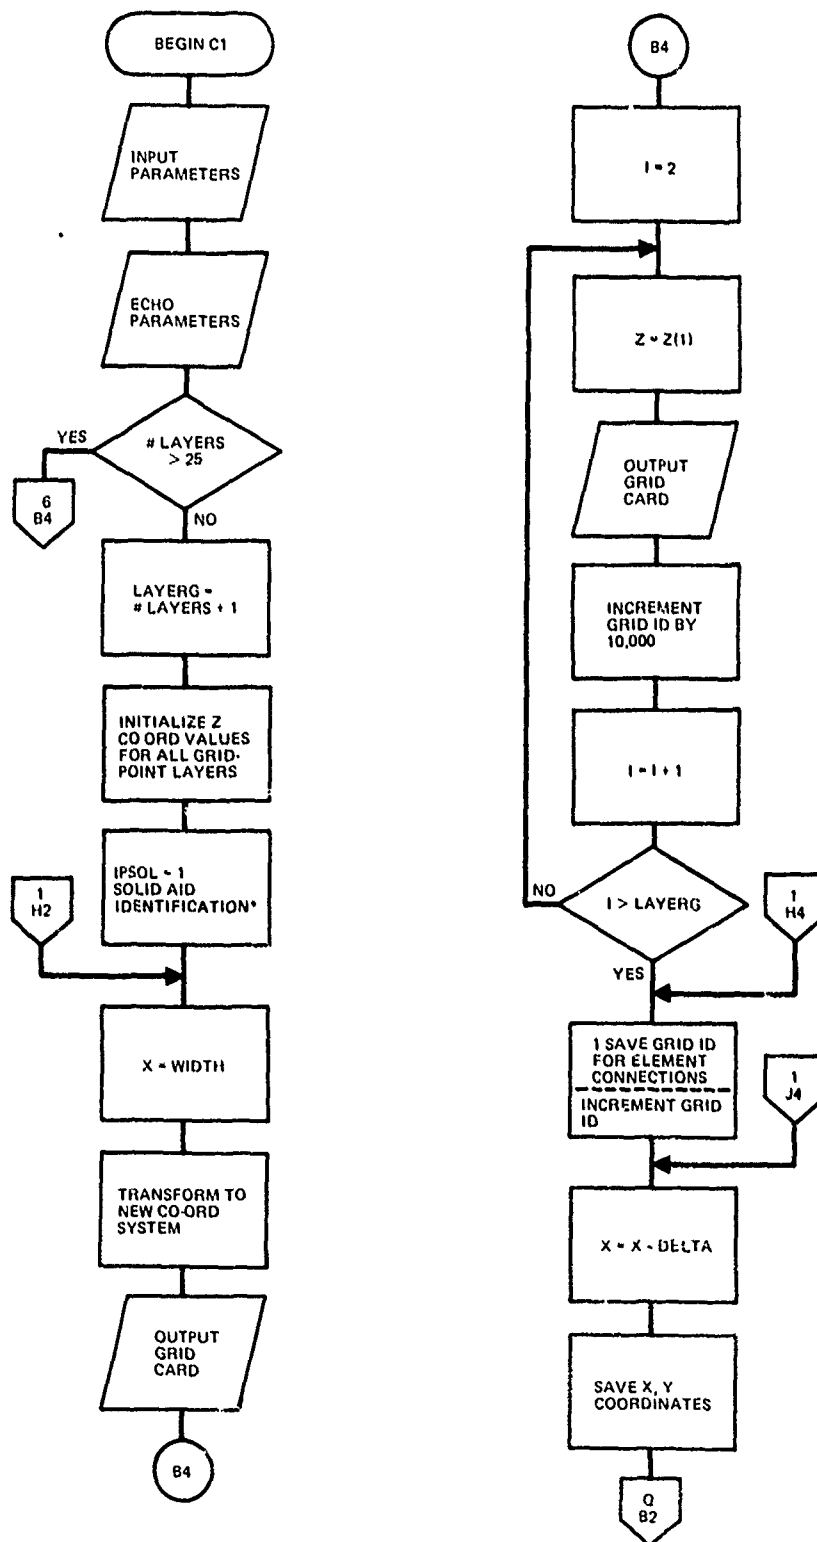 BEGIN C1
INPUT
PARAMETERS
ECHO
PARAMETERS
# LAYERS
> 25
YES
6
B4
NO
LAYERG =
# LAYERS + 1
INITIALIZE Z
CO ORD VALUES
FOR ALL GRID-
POINT LAYERS
IPSOL = 1
SOLID AID
IDENTIFICATION*
1
H2
X = WIDTH
TRANSFORM TO
NEW CO-ORD
SYSTEM
OUTPUT
GRID
CARD
B4
B4
I = 2
Z = Z(1)
OUTPUT
GRID
CARD
INCREMENT
GRID ID BY
10,000
I = I + 1
NO
I > LAYERG
1
H4
YES
1 SAVE GRID ID
FOR ELEMENT
CONNECTIONS
INCREMENT GRID
ID
1
J4
X = X - DELTA
SAVE X, Y
COORDINATES
Q
B2